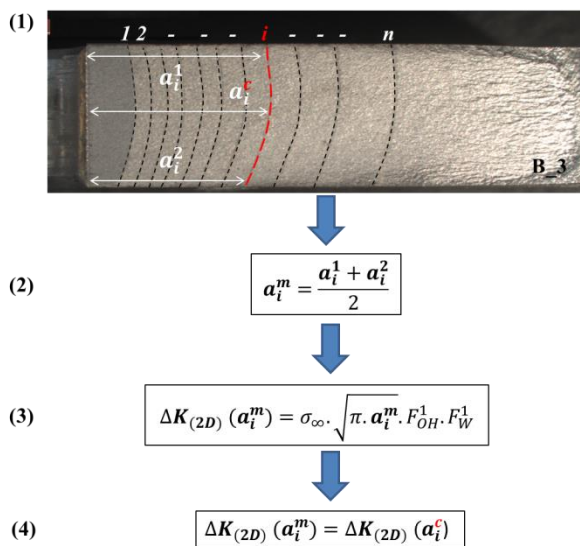 (1)
1 2 - - - - i - - - n
a_i^1
a_i^c
a_i^2
B_3
(2) a_i^m = (a_i^1 + a_i^2) / 2
(3) ΔK_(2D) (a_i^m) = σ_∞ . √(π. a_i^m) . F_OH^1 . F_W^1
(4) ΔK_(2D) (a_i^m) = ΔK_(2D) (a_i^c)